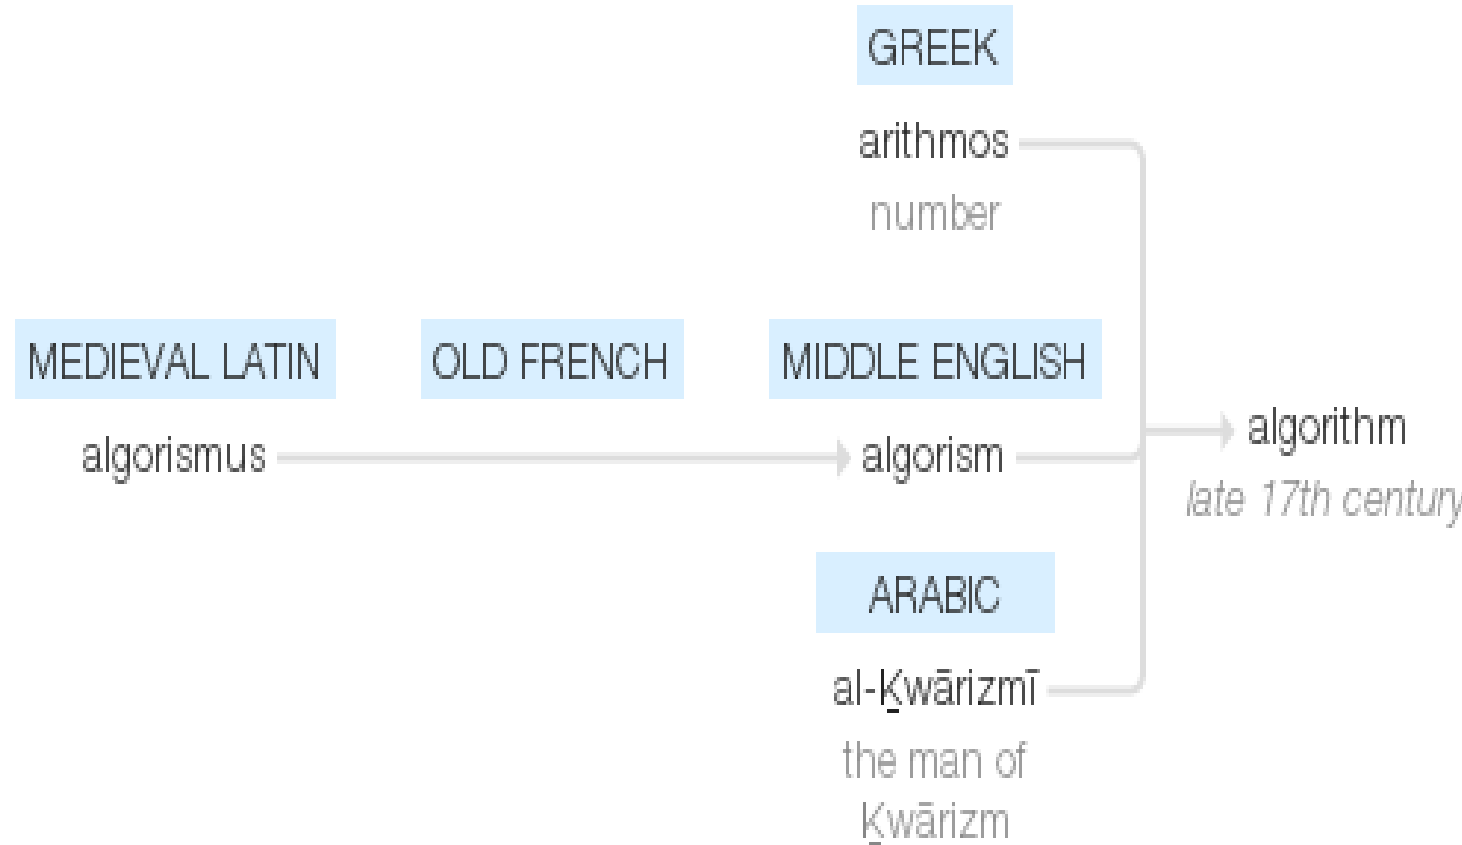 GREEK
arithmos
number
MEDIEVAL LATIN
OLD FRENCH
MIDDLE ENGLISH
algorismus
algorism
algorithm
late 17th century
ARABIC
al-Ḵwārizmī
the man of
Ḵwārizm